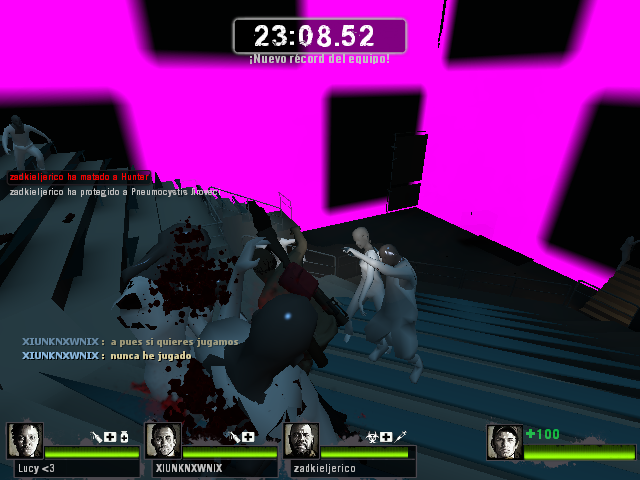 23:08.52
¡Nuevo récord del equipo!
zadkieljerico ha matado a Hunter
zadkieljerico ha protegido a Pneumocystis Jiroveci
XIUNKNXWNIX : a pues si quieres jugamos
XIUNKNXWNIX : nunca he jugado
+100
Lucy <3
XIUNKNXWNIX
zadkieljerico